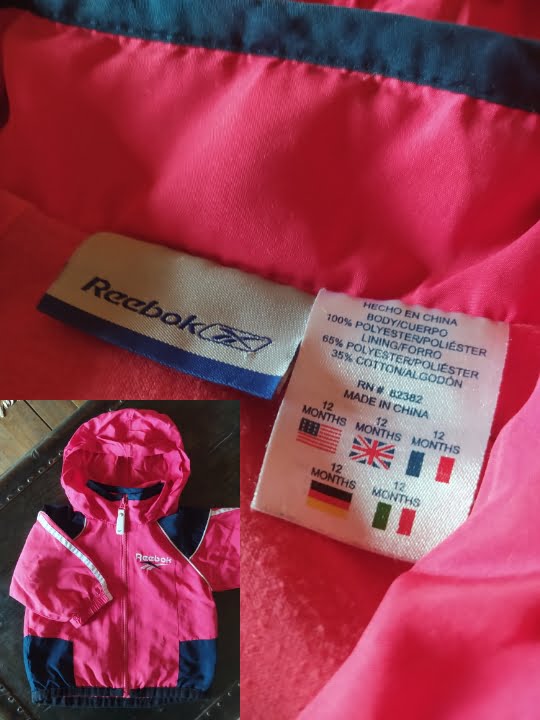 Reebok
HECHO EN CHINA
BODY/CUERPO
100% POLYESTER/POLIÉSTER
LINING/FORRO
65% POLYESTER/POLIÉSTER
35% COTTON/ALGODÓN
RN # 82382
MADE IN CHINA
12 MONTHS
12 MONTHS
12 MONTHS
12 MONTHS
12 MONTHS
Reebok